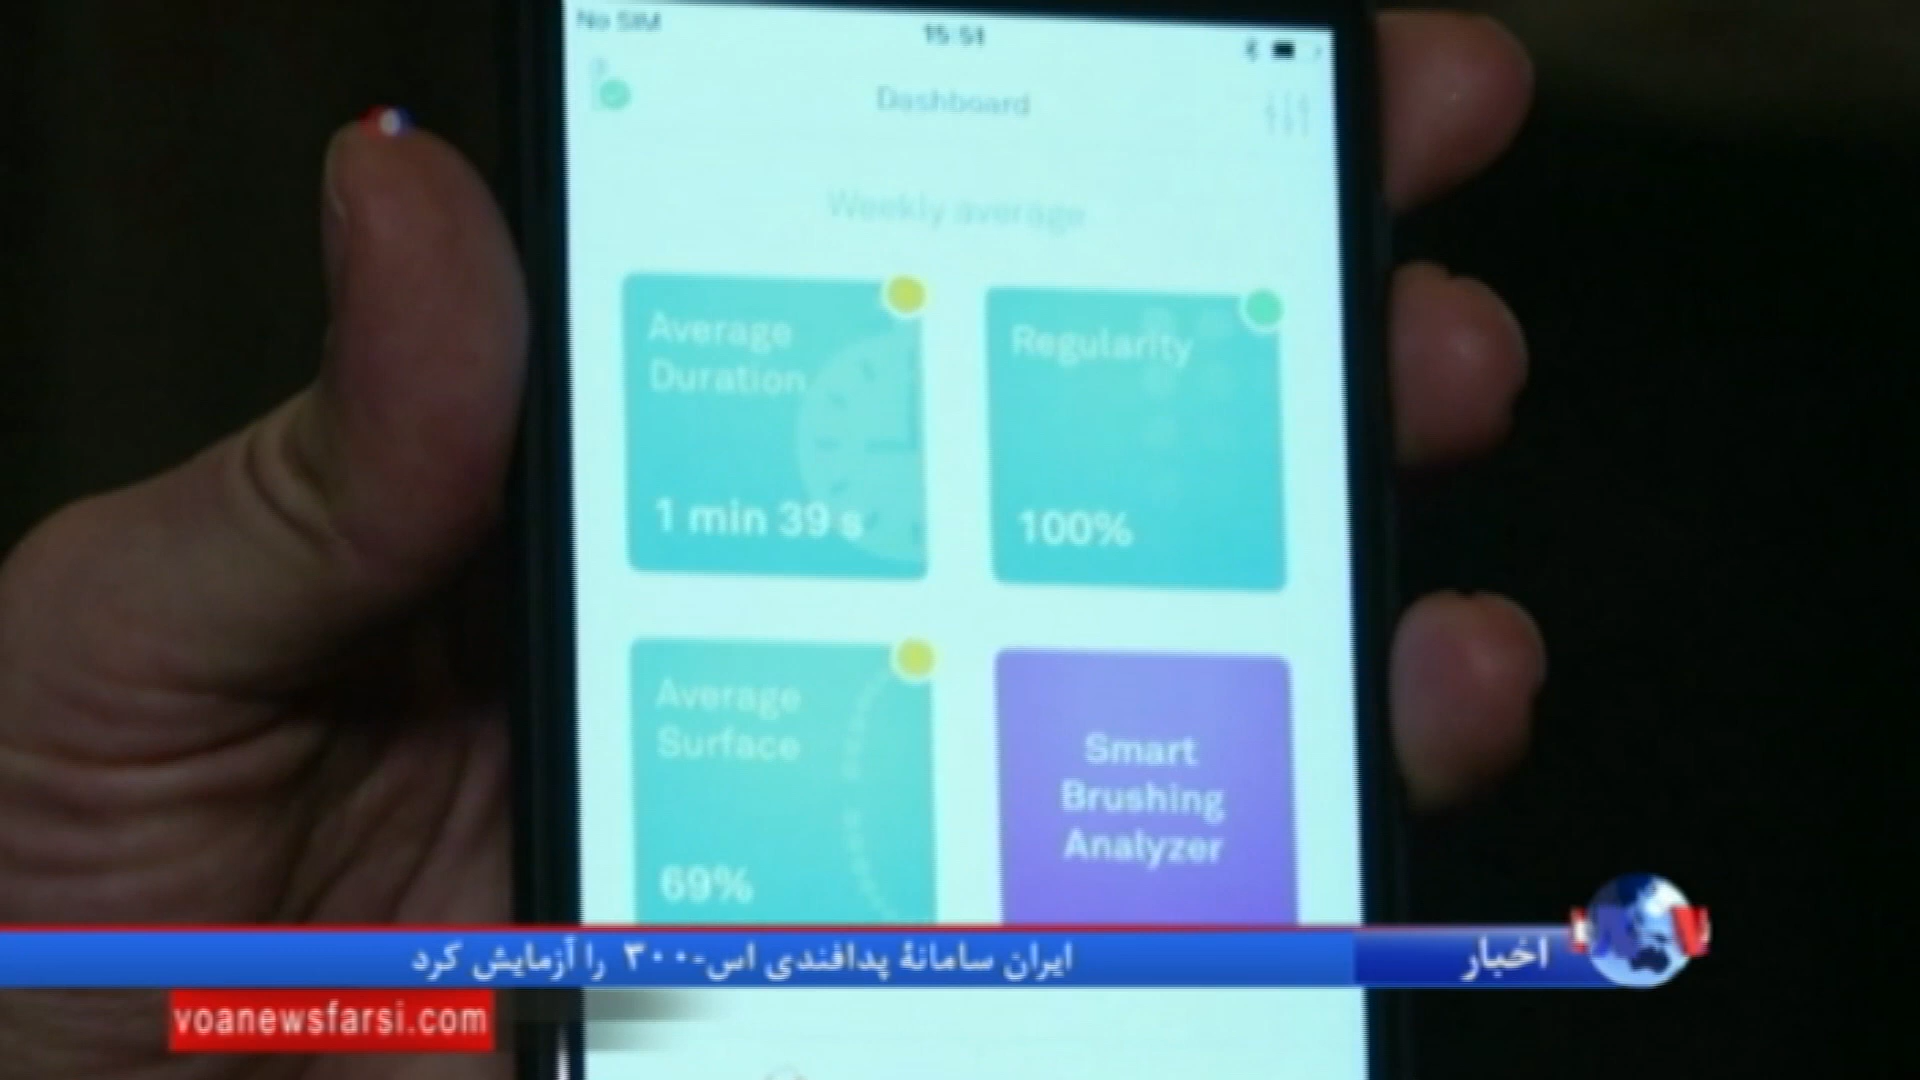 No SIM
15:51
Dashboard
Weekly average
Average
Duration
1 min 39 s
Regularity
100%
Average
Surface
69%
Smart
Brushing
Analyzer
اخبار
ایران سامانهٔ پدافندی اس-۳۰۰ را آزمایش کرد
voanewsfarsi.com